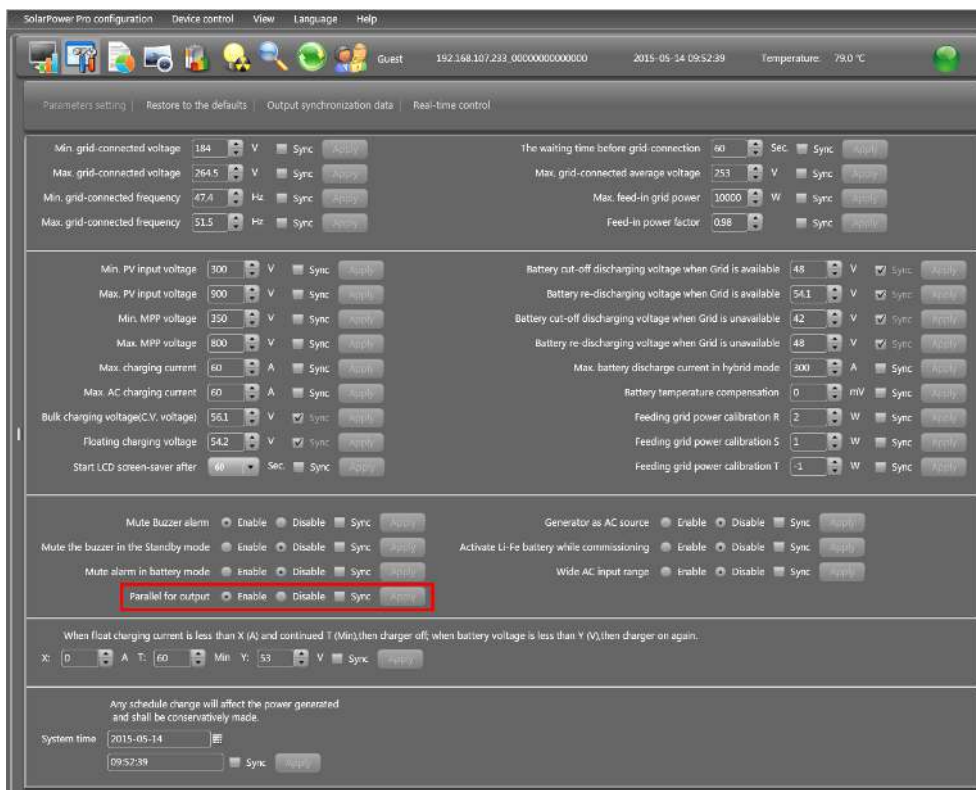 SolarPower Pro configuration Device control View Language Help
Guest 192.168.107.233_00000000000000 2015-05-14 09:52:39 Temperature: 79.0 ℃
Parameters setting | Restore to the defaults | Output synchronization data | Real-time control
Min. grid-connected voltage 184 V Sync Apply The waiting time before grid-connection 60 Sec. Sync Apply
Max. grid-connected voltage 264.5 V Sync Apply Max. grid-connected average voltage 253 V Sync Apply
Min. grid-connected frequency 47.4 Hz Sync Apply Max. feed-in grid power 10000 W Sync Apply
Max. grid-connected frequency 51.5 Hz Sync Apply Feed-in power factor 0.98 Sync Apply
Min. PV input voltage 300 V Sync Apply Battery cut-off discharging voltage when Grid is available 48 V Sync Apply
Max. PV input voltage 900 V Sync Apply Battery re-discharging voltage when Grid is available 54.1 V Sync Apply
Min. MPP voltage 350 V Sync Apply Battery cut-off discharging voltage when Grid is unavailable 42 V Sync Apply
Max. MPP voltage 800 V Sync Apply Battery re-discharging voltage when Grid is unavailable 48 V Sync Apply
Max. charging current 60 A Sync Apply Max. battery discharge current in hybrid mode 300 A Sync Apply
Max. AC charging current 60 A Sync Apply Battery temperature compensation 0 mV Sync Apply
Bulk charging voltage(C.V. voltage) 56.1 V Sync Apply Feeding grid power calibration R 2 W Sync Apply
Floating charging voltage 54.2 V Sync Apply Feeding grid power calibration S 1 W Sync Apply
Start LCD screen-saver after 60 Sec. Sync Apply Feeding grid power calibration T -1 W Sync Apply
Mute Buzzer alarm Enable Disable Sync Apply Generator as AC source Enable Disable Sync Apply
Mute the buzzer in the Standby mode Enable Disable Sync Apply Activate Li-Fe battery while commissioning Enable Disable Sync Apply
Mute alarm in battery mode Enable Disable Sync Apply Wide AC input range Enable Disable Sync Apply
Parallel for output Enable Disable Sync Apply
When float charging current is less than X (A) and continued T (Min),then charger off, when battery voltage is less than Y (V),then charger on again.
X: 0 A T: 60 Min Y: 53 V Sync Apply
Any schedule change will affect the power generated
and shall be conservatively made.
System time 2015-05-14
09:52:39 Sync Apply